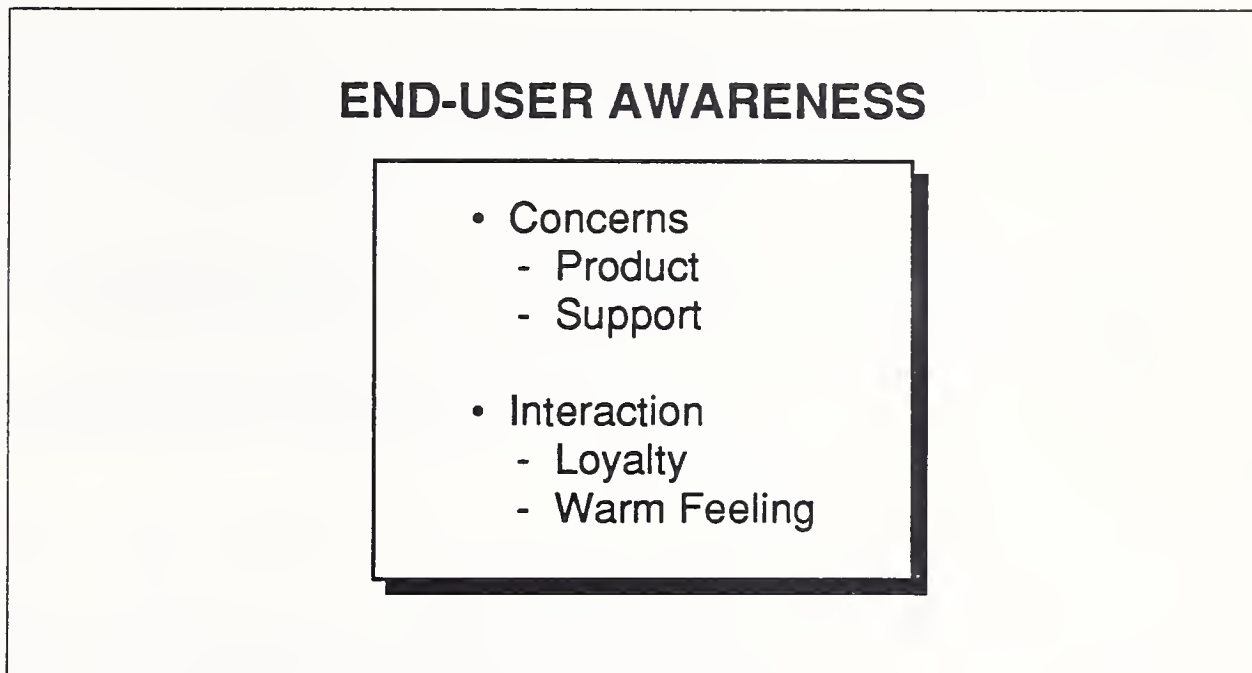 END-USER AWARENESS
• Concerns
- Product
- Support
• Interaction
- Loyalty
- Warm Feeling